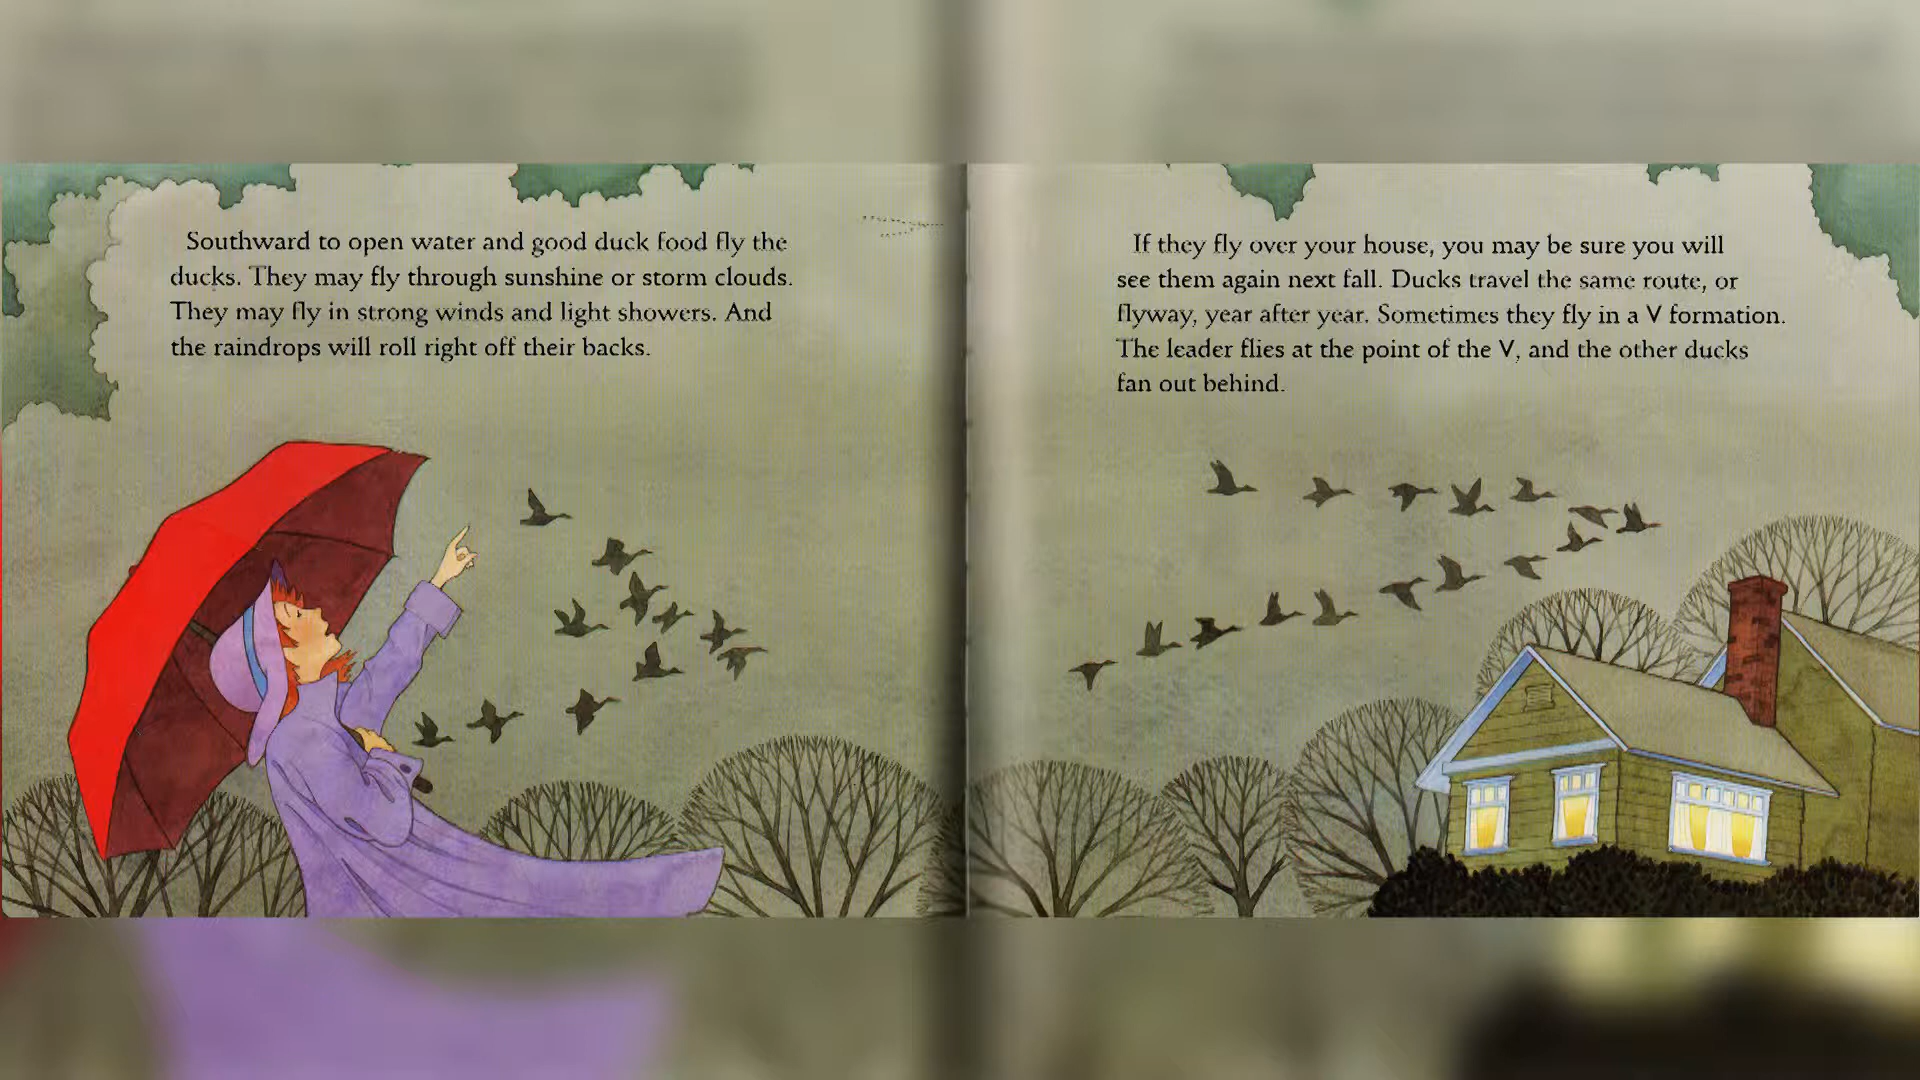 Southward to open water and good duck food fly the
ducks. They may fly through sunshine or storm clouds.
They may fly in strong winds and light showers. And
the raindrops will roll right off their backs.
If they fly over your house, you may be sure you will
see them again next fall. Ducks travel the same route, or
flyway, year after year. Sometimes they fly in a V formation.
The leader flies at the point of the V, and the other ducks
fan out behind.